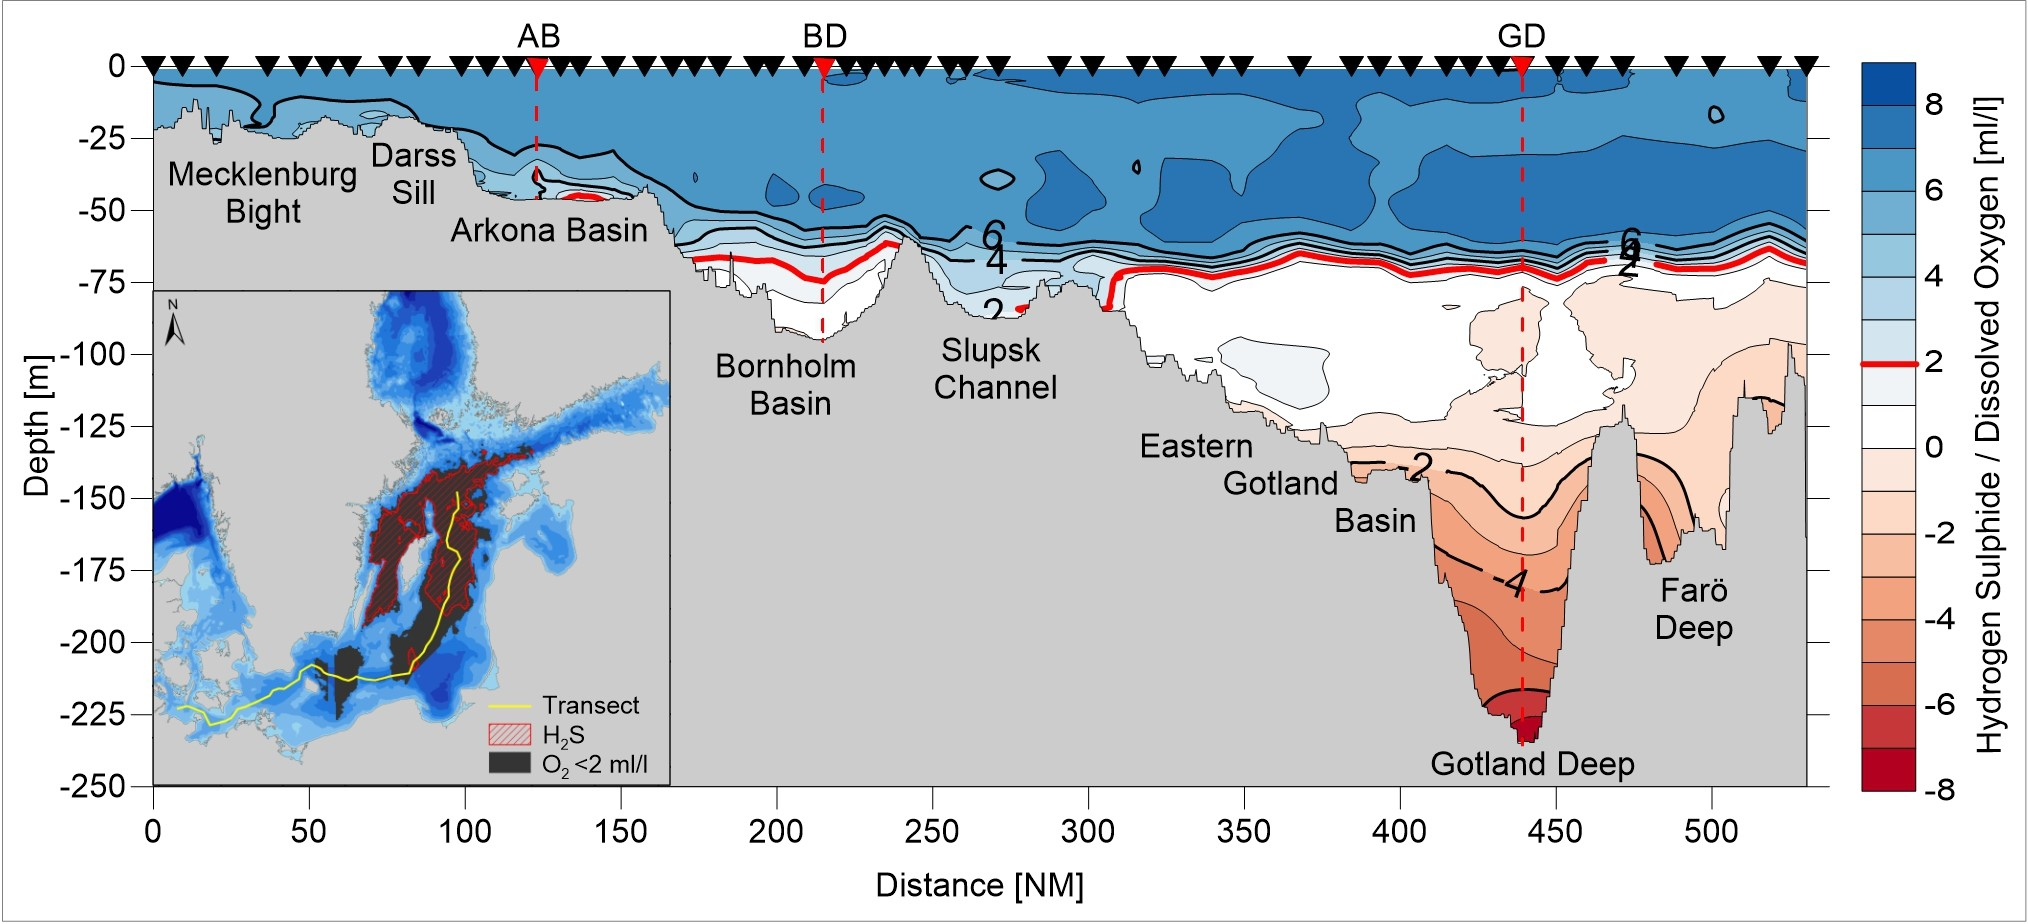 AB
BD
GD
0
-25
-50
-75
-100
-125
-150
-175
-200
-225
-250
Depth [m]
Mecklenburg
Bight
Darss
Sill
Arkona Basin
Bornholm
Basin
Slupsk
Channel
Eastern
Gotland
Basin
Gotland Deep
Farö
Deep
6
4
2
6
4
2
2
-4
N
Transect
H2S
O2 <2 ml/l
0
50
100
150
200
250
300
350
400
450
500
Distance [NM]
8
6
4
2
0
-2
-4
-6
-8
Hydrogen Sulphide / Dissolved Oxygen [ml/l]